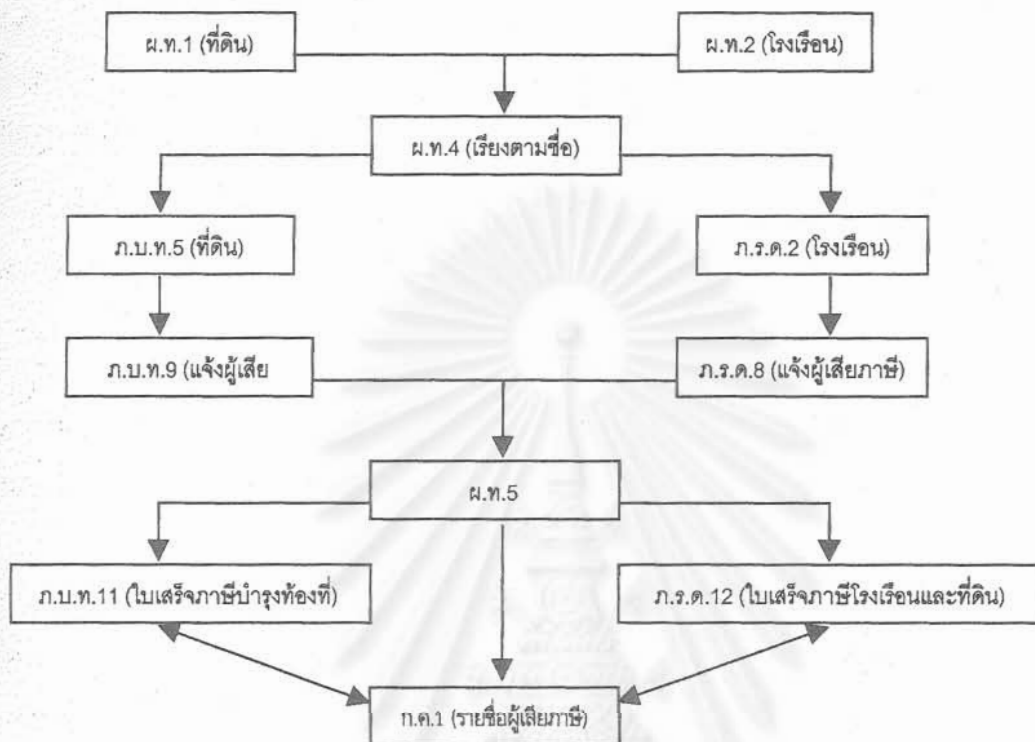 ผ.ท.1 (ที่ดิน)
ผ.ท.2 (โรงเรือน)
ผ.ท.4 (เรียงตามชื่อ)
ภ.บ.ท.5 (ที่ดิน)
ภ.ร.ด.2 (โรงเรือน)
ภ.บ.ท.9 (แจ้งผู้เสีย
ภ.ร.ด.8 (แจ้งผู้เสียภาษี)
ผ.ท.5
ภ.บ.ท.11 (ใบเสร็จภาษีบำรุงท้องที่)
ภ.ร.ด.12 (ใบเสร็จภาษีโรงเรือนและที่ดิน)
ก.ค.1 (รายชื่อผู้เสียภาษี)